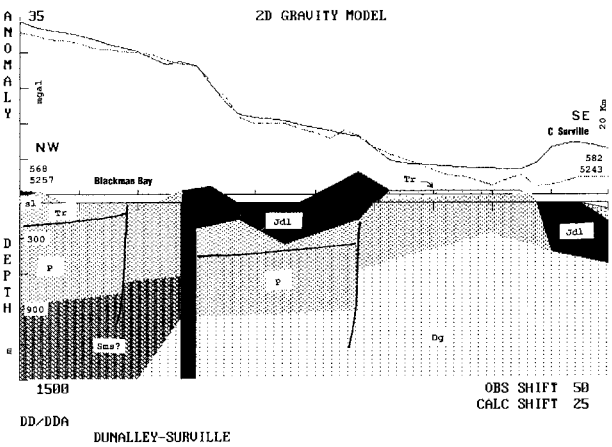 2D GRAVITY MODEL
ANOMALY
35
mgal
NW
SE
20 Km
C Surville
568
5257
582
5243
Blackmas Bay
Tr
sl
Tr
Jdl
Jdl
300
P
P
DEPTH
900
Sms?
Dg
m
1500
OBS SHIFT 50
CALC SHIFT 25
DD/DDA
DUNALLEY-SURVILLE